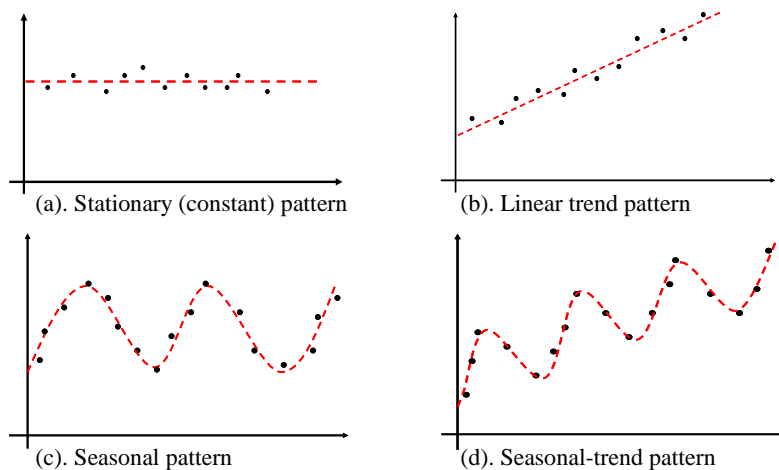 (a). Stationary (constant) pattern
(b). Linear trend pattern
(c). Seasonal pattern
(d). Seasonal-trend pattern